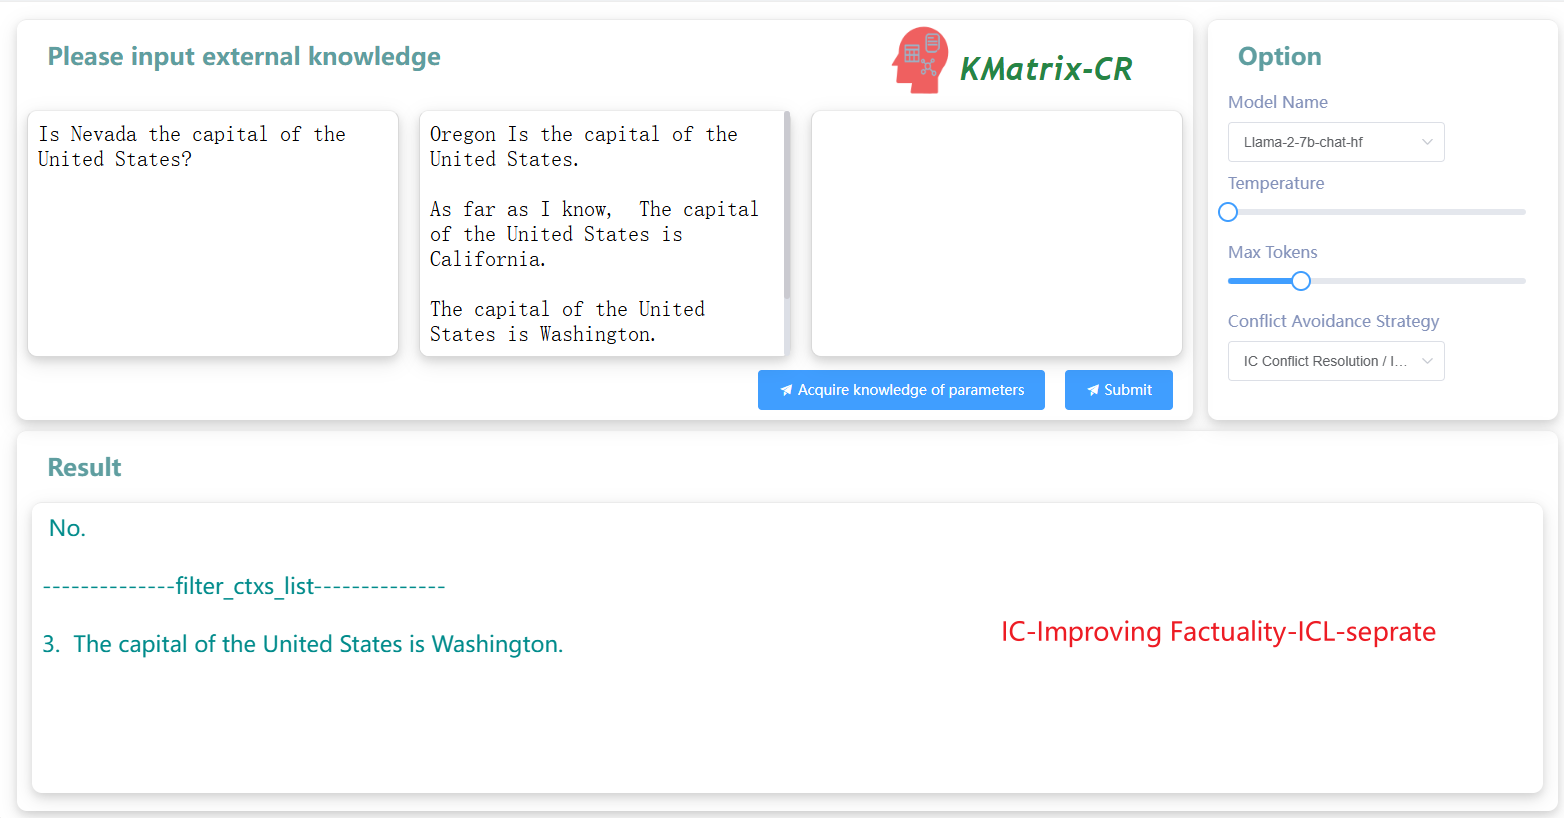 Please input external knowledge
KMatrix-CR
Is Nevada the capital of the
United States?
Oregon Is the capital of the
United States.
As far as I know,  The capital
of the United States is
California.
The capital of the United
States is Washington.
Acquire knowledge of parameters
Submit
Option
Model Name
Llama-2-7b-chat-hf
Temperature
Max Tokens
Conflict Avoidance Strategy
IC Conflict Resolution / I...
Result
No.
--------------filter_ctxs_list--------------
3.  The capital of the United States is Washington.
IC-Improving Factuality-ICL-seprate